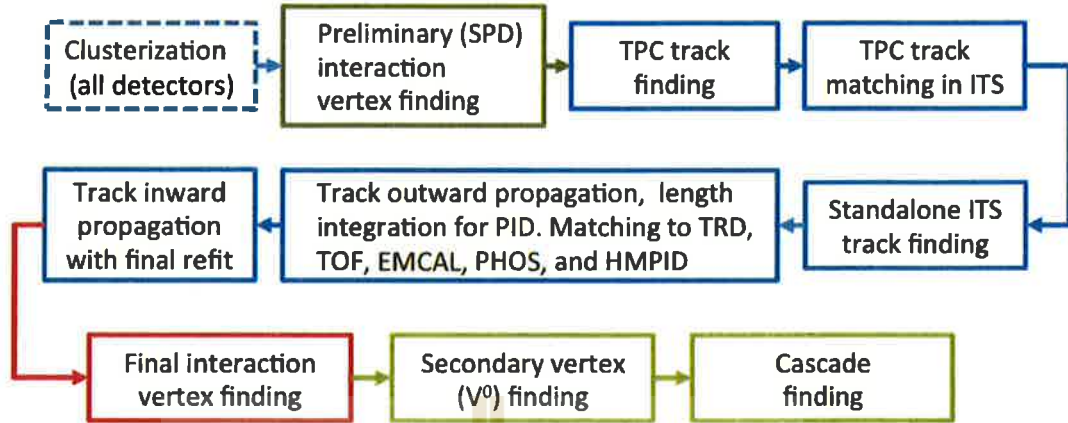 Clusterization
(all detectors)
Preliminary (SPD)
interaction
vertex finding
TPC track
finding
TPC track
matching in ITS
Track inward
propagation
with final refit
Track outward propagation, length
integration for PID. Matching to TRD,
TOF, EMCAL, PHOS, and HMPID
Standalone ITS
track finding
Final interaction
vertex finding
Secondary vertex
(V⁰) finding
Cascade
finding